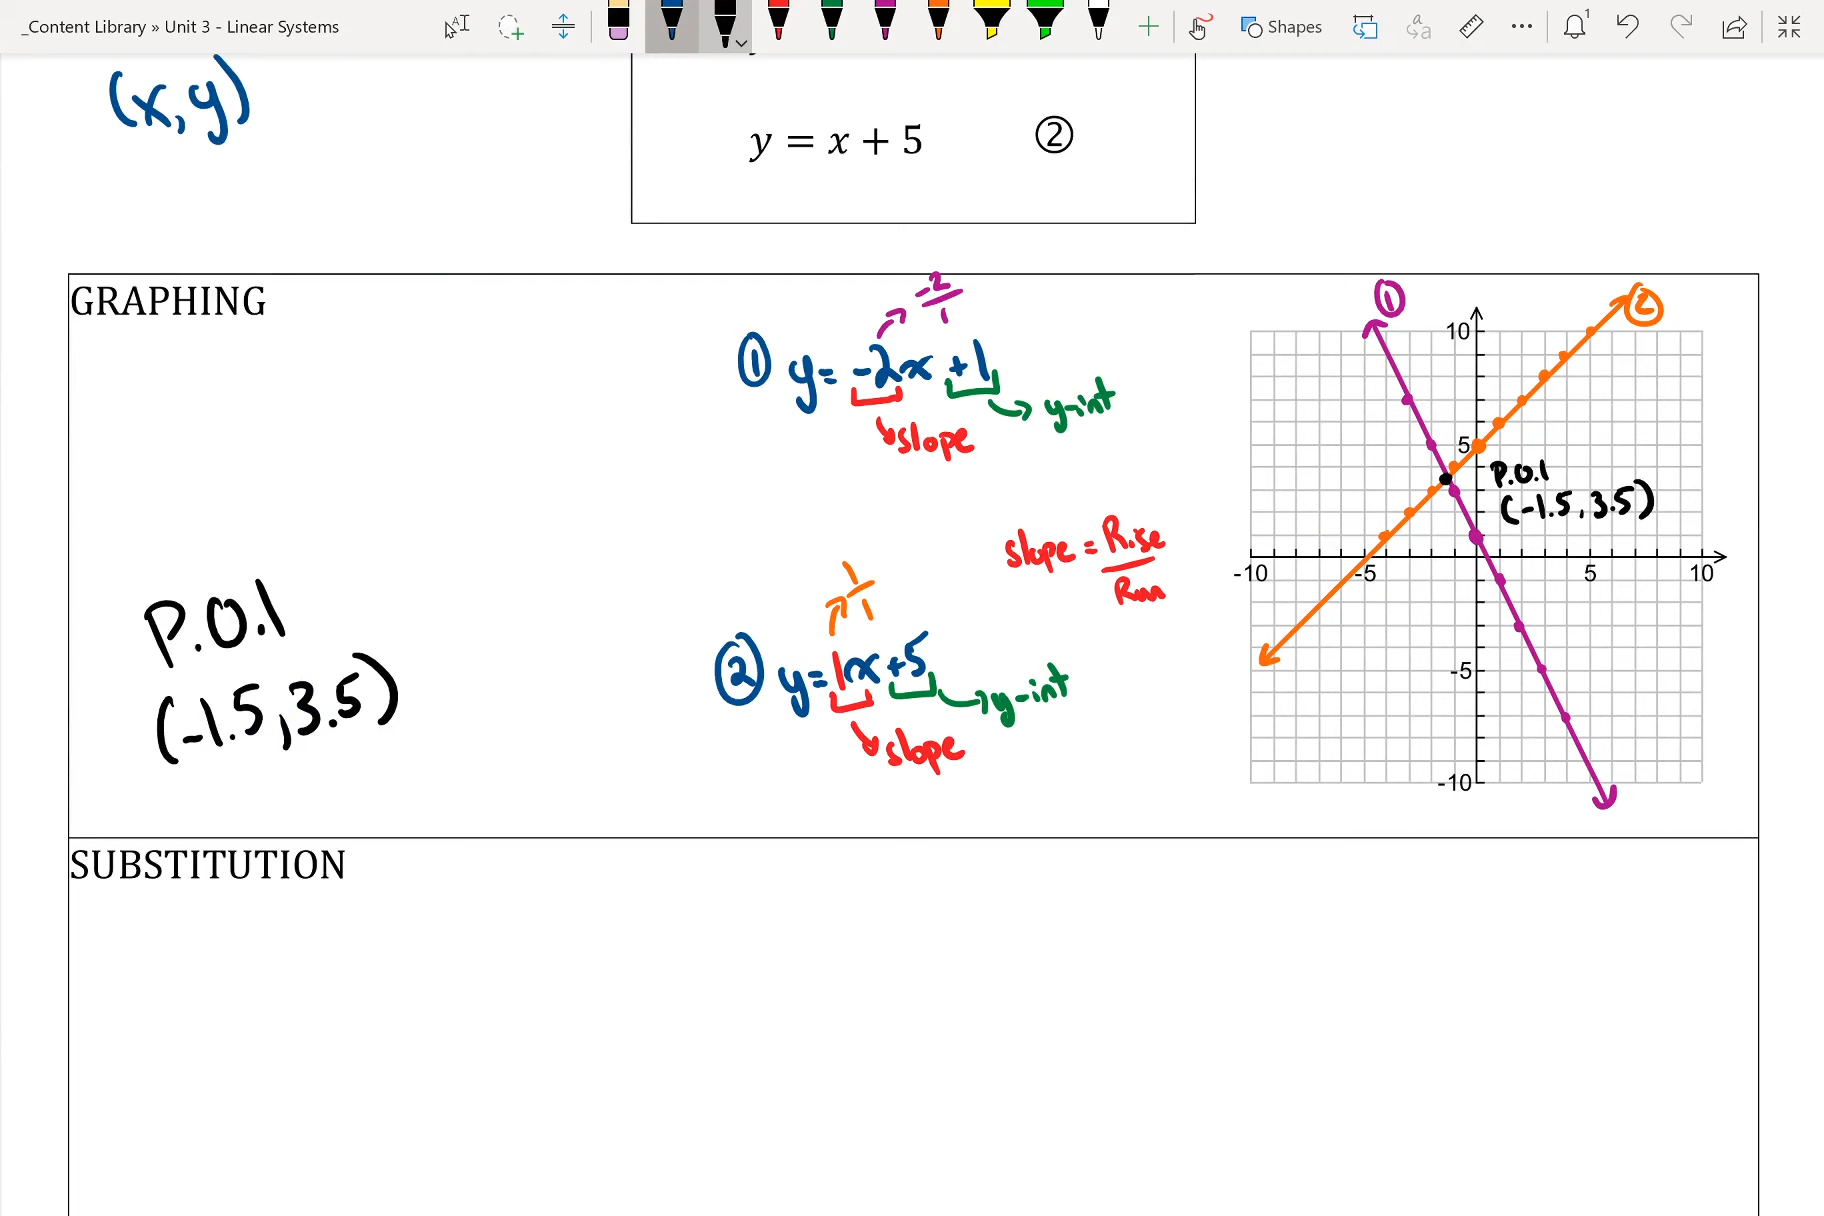 _Content Library » Unit 3 - Linear Systems
Shapes
1
(x,y)
y = x + 5 ②
GRAPHING
-2/1
① y = -2x +1
y-int
slope
slope = Rise/Run
1/1
② y = 1x +5
y-int
slope
P.O.I
(-1.5, 3.5)
① ②
10
5
P.O.I
(-1.5, 3.5)
-10 -5 5 10
-5
-10
SUBSTITUTION